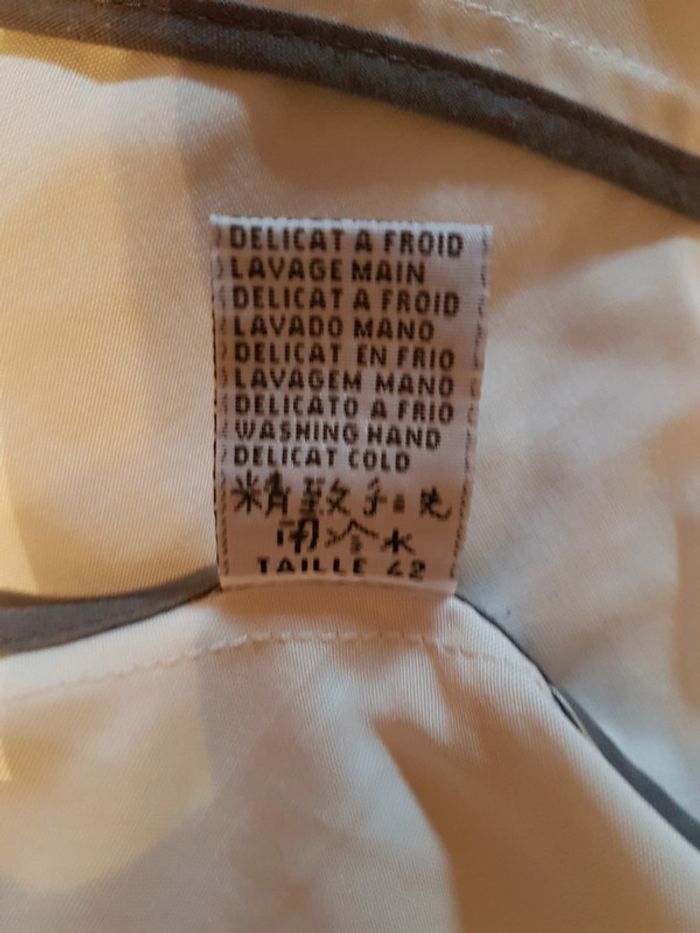 DELICAT A FROID
LAVAGE MAIN
DELICAT A FROID
LAVADO MANO
DELICAT EN FRIO
LAVAGEM MANO
DELICATO A FRIO
WASHING HAND
DELICAT COLD
精致手洗
用冷水
TAILLE 42